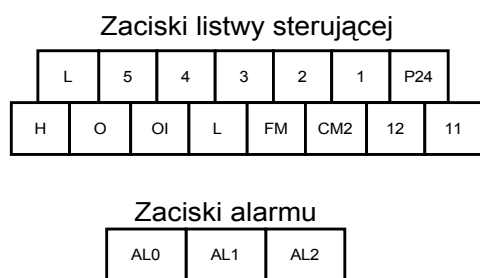 Zaciski listwy sterującej
L 5 4 3 2 1 P24
H O OI L FM CM2 12 11
Zaciski alarmu
AL0 AL1 AL2